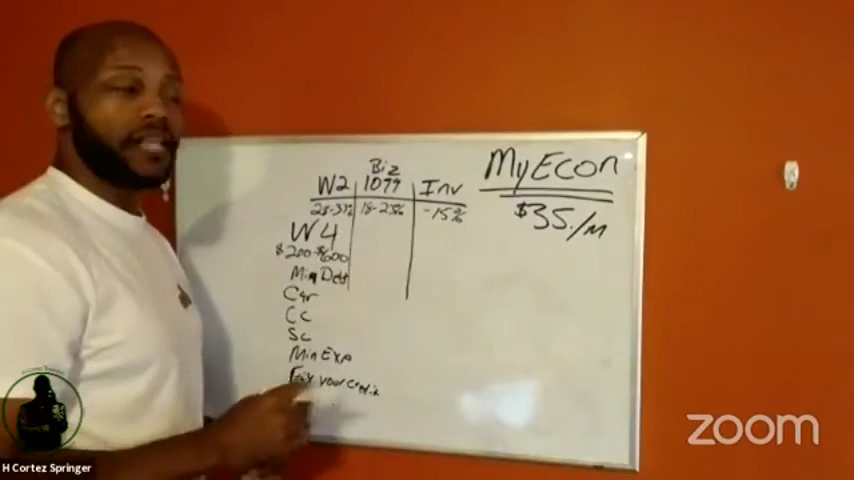 MyEcon
$35./M
Biz
W2 1099 Inv
28-33% 18-23% -15%
W4
$200-$600
Min Debt
Car
CC
SC
Min Exp
Fix your Credit
zoom
H Cortez Springer